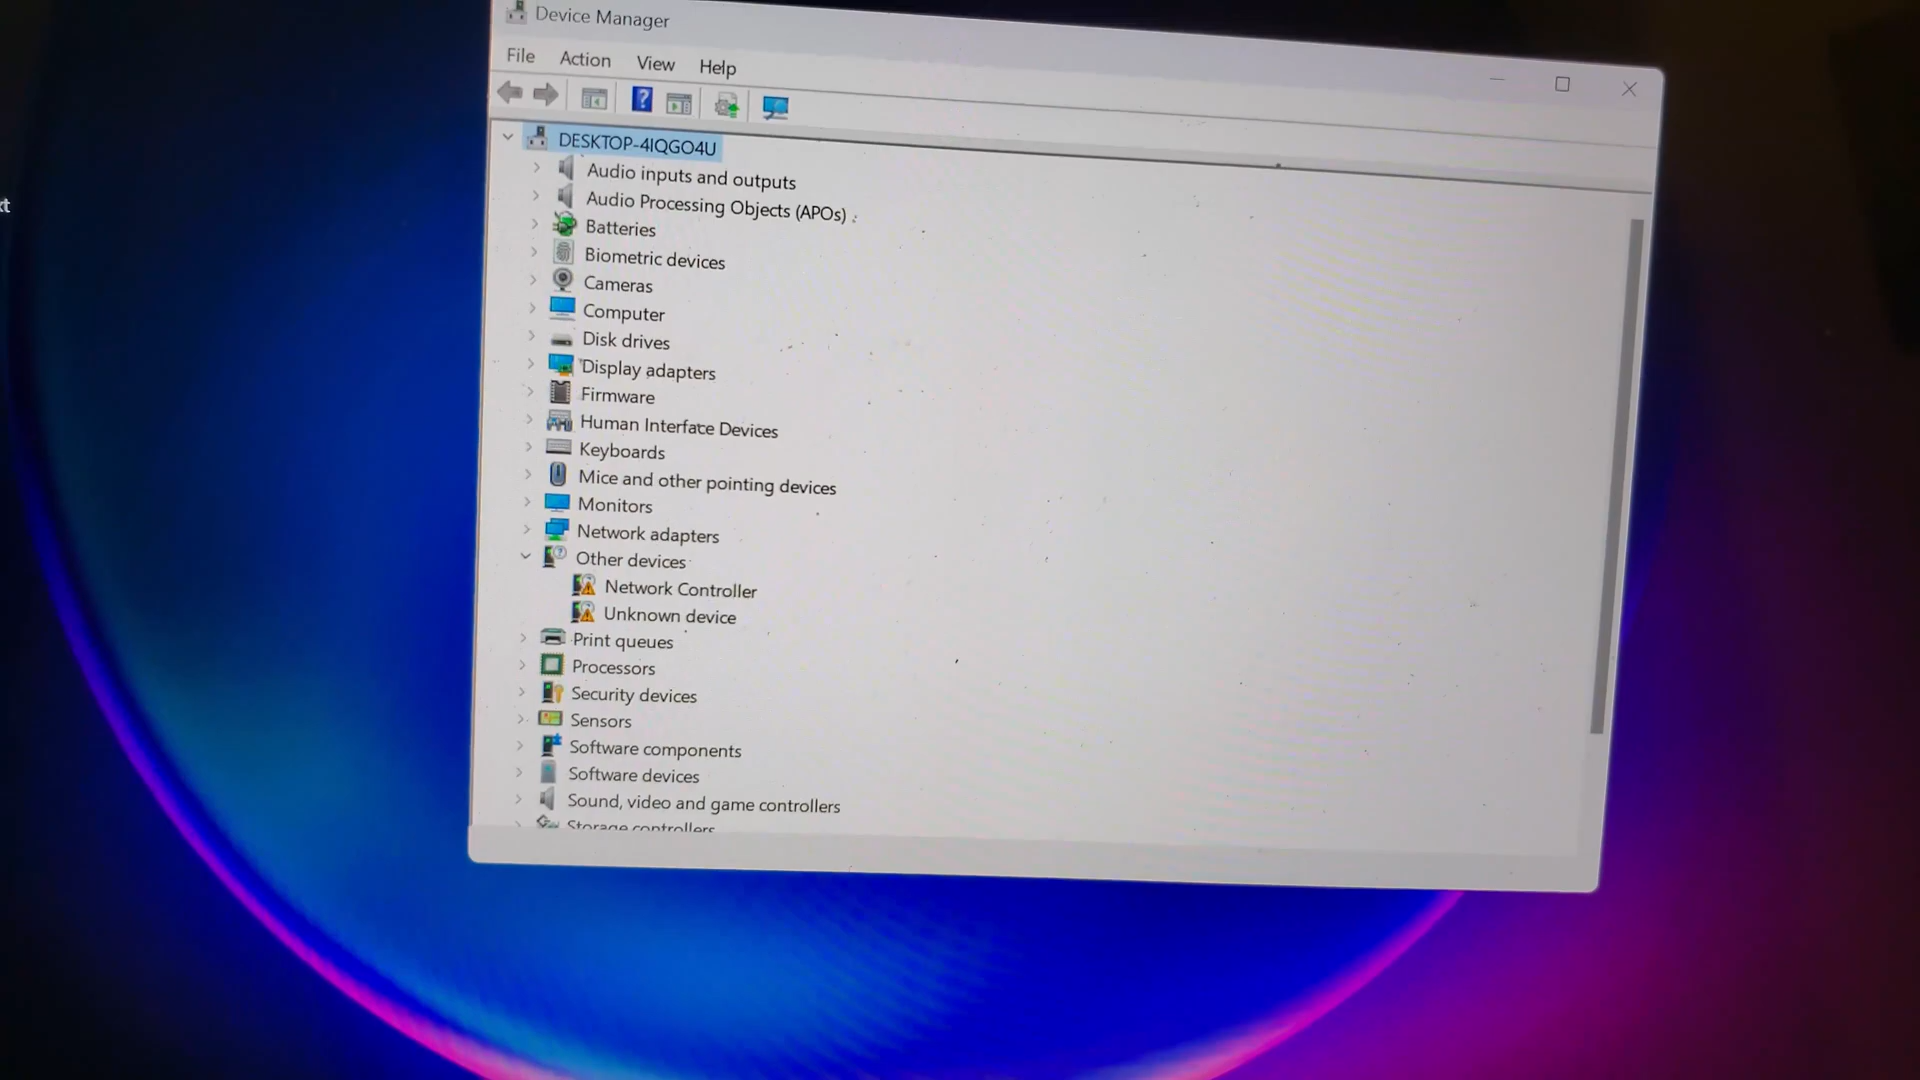 Device Manager
File Action View Help
DESKTOP-4IQGO4U
Audio inputs and outputs
Audio Processing Objects (APOs)
Batteries
Biometric devices
Cameras
Computer
Disk drives
Display adapters
Firmware
Human Interface Devices
Keyboards
Mice and other pointing devices
Monitors
Network adapters
Other devices
Network Controller
Unknown device
Print queues
Processors
Security devices
Sensors
Software components
Software devices
Sound, video and game controllers
Storage controllers